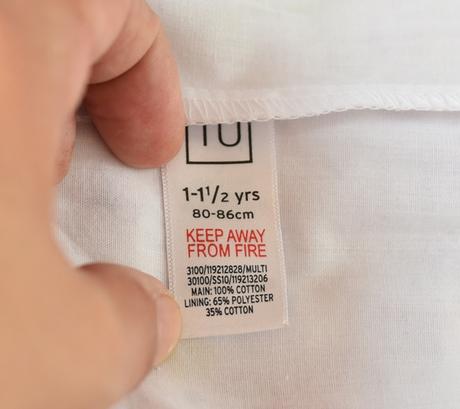 TU
1-1½ yrs
80-86cm
KEEP AWAY
FROM FIRE
3100/119212828/MULTI
30100/SS10/119213206
MAIN: 100% COTTON
LINING: 65% POLYESTER
35% COTTON